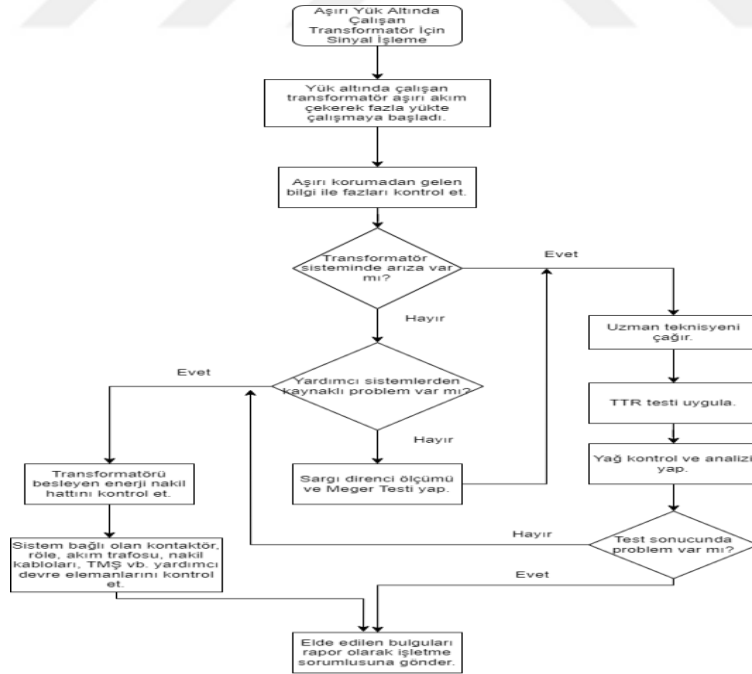 Aşırı Yük Altında
Çalışan
Transformatör İçin
Sinyal İşleme
Yük altında çalışan
transformatör aşırı akım
çekerek fazla yükte
çalışmaya başladı.
Aşırı korumadan gelen
bilgi ile fazları kontrol et.
Transformatör
sisteminde arıza var
mı?
Evet
Hayır
Uzman teknisyeni
çağır.
Yardımcı sistemlerden
kaynaklı problem var mı?
Evet
Hayır
TTR testi uygula.
Sargı direnci ölçümü
ve Meger Testi yap.
Yağ kontrol ve analizi
yap.
Transformatörü
besleyen enerji nakil
hattını kontrol et.
Test sonucunda
problem var mı?
Hayır
Evet
Sistem bağlı olan kontaktör,
röle, akım trafosu, nakil
kabloları, TMŞ vb. yardımcı
devre elemanlarını kontrol
et.
Elde edilen bulguları
rapor olarak işletme
sorumlusuna gönder.